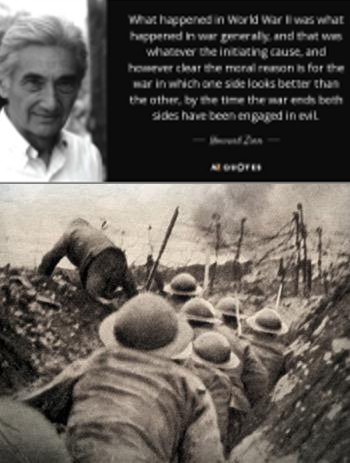 What happened in World War II was what
happened in war generally, and that was
whatever the initiating cause, and
however clear the moral reason is for the
war in which one side looks better than
the other, by the time the war ends both
sides have been engaged in evil.
Howard Zinn
AZ QUOTES